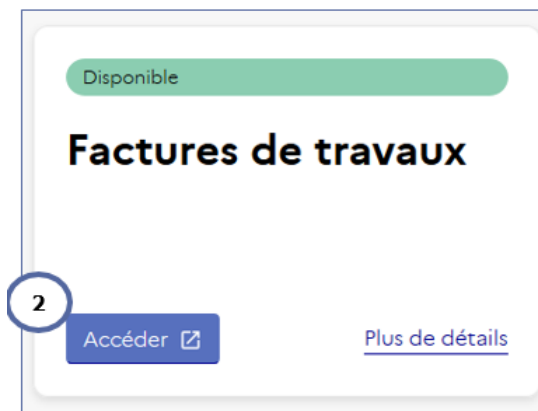 Disponible
Factures de travaux
2
Accéder
Plus de détails